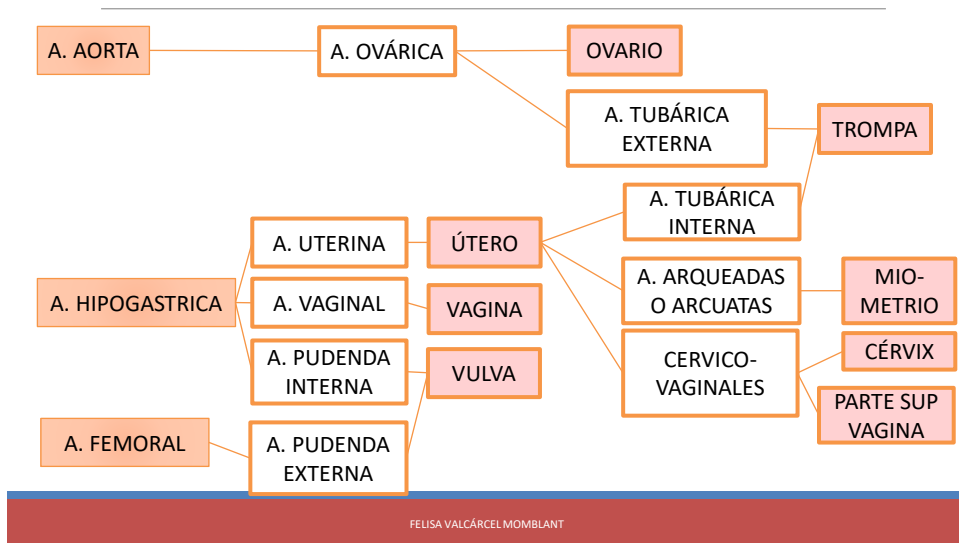 A. AORTA
A. OVÁRICA
OVARIO
A. TUBÁRICA
EXTERNA
TROMPA
A. TUBÁRICA
INTERNA
A. UTERINA
ÚTERO
A. HIPOGASTRICA
A. VAGINAL
VAGINA
A. ARQUEADAS
O ARCUATAS
MIO-
METRIO
A. PUDENDA
INTERNA
VULVA
CERVICO-
VAGINALES
CÉRVIX
PARTE SUP
VAGINA
A. FEMORAL
A. PUDENDA
EXTERNA
FELISA VALCÁRCEL MOMBLANT